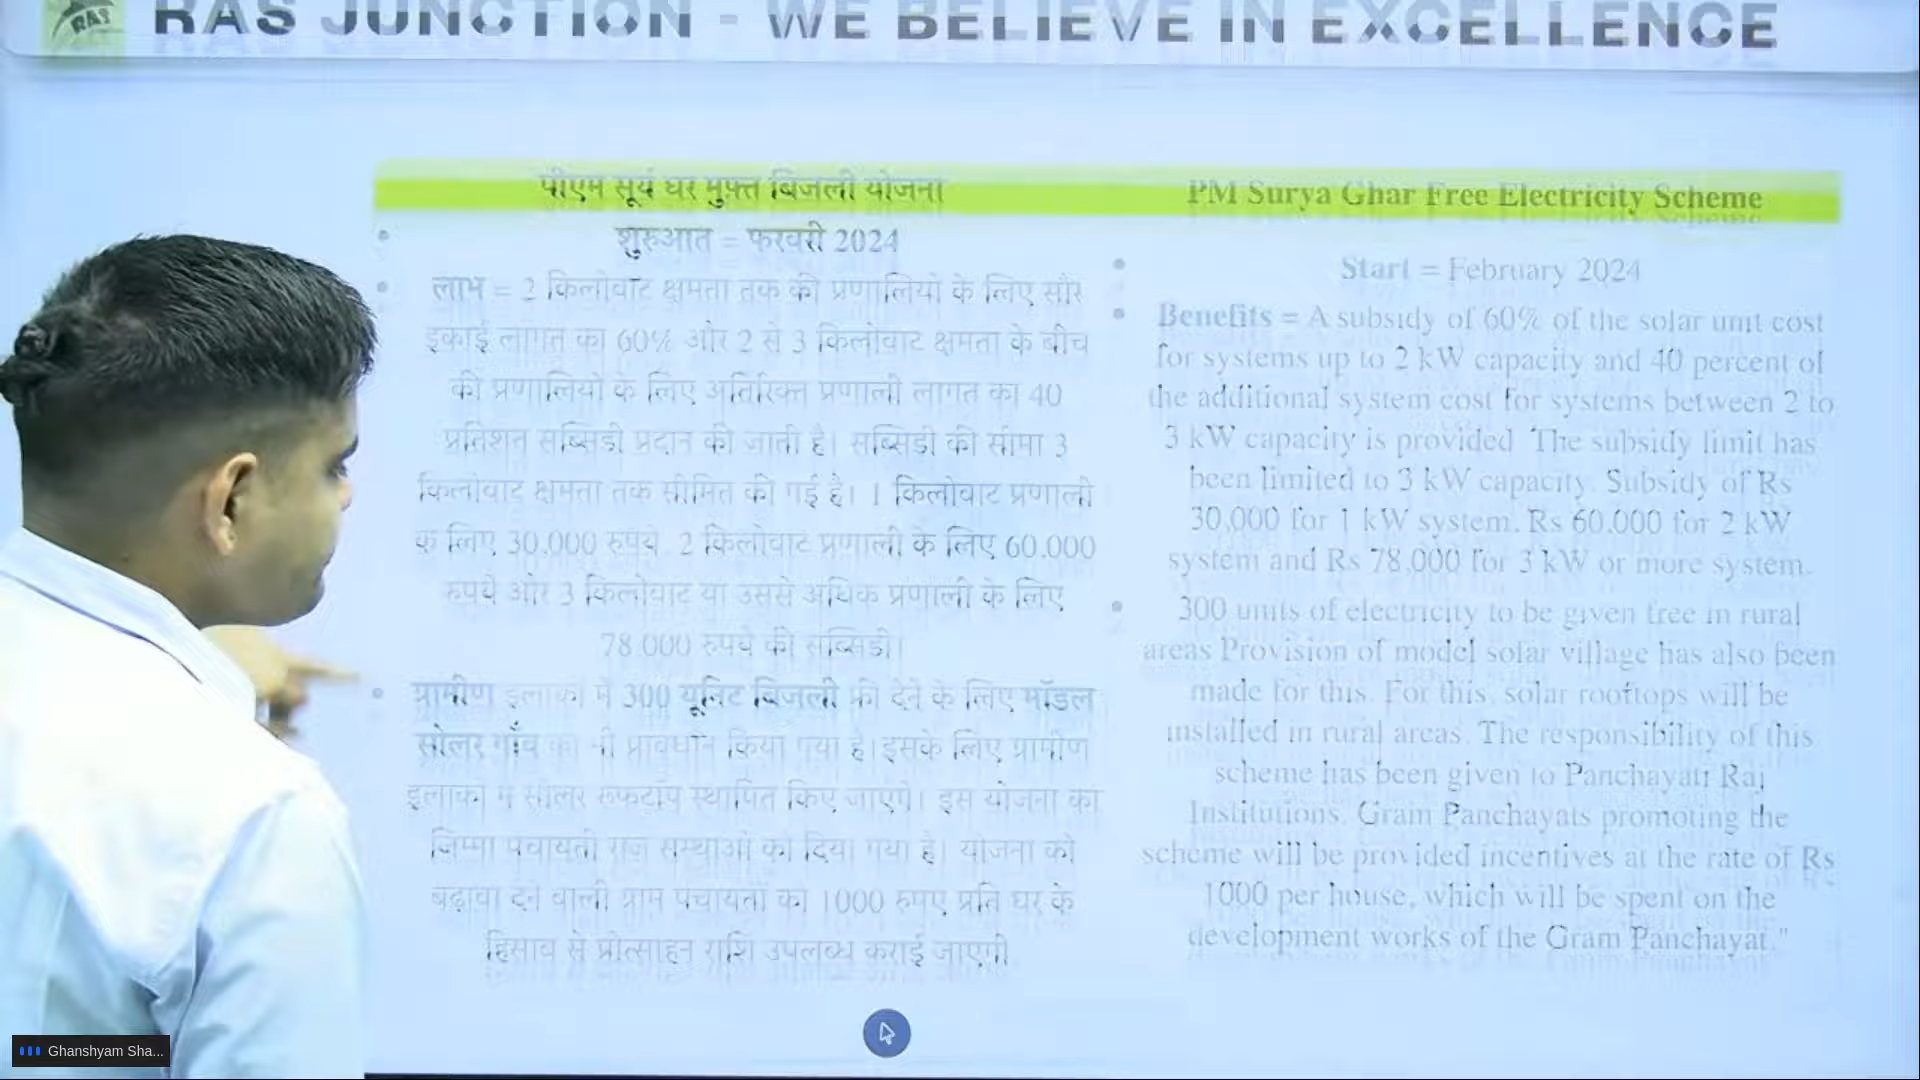 RAS
RAS JUNCTION - WE BELIEVE IN EXCELLENCE
पीएम सूर्य घर मुफ़्त बिजली योजना
शुरुआत = फरवरी 2024
लाभ = 2 किलोवाट क्षमता तक की प्रणालियों के लिए सौर
इकाई लागत का 60% और 2 से 3 किलोवाट क्षमता के बीच
की प्रणालियों के लिए अतिरिक्त प्रणाली लागत का 40
प्रतिशत सब्सिडी प्रदान की जाती है। सब्सिडी की सीमा 3
किलोवाट क्षमता तक सीमित की गई है। 1 किलोवाट प्रणाली
के लिए 30,000 रुपये, 2 किलोवाट प्रणाली के लिए 60,000
रुपये और 3 किलोवाट या उससे अधिक प्रणाली के लिए
78,000 रुपये की सब्सिडी।
ग्रामीण इलाकों में 300 यूनिट बिजली फ्री देने के लिए मॉडल
सोलर गाँव का भी प्रावधान किया गया है। इसके लिए ग्रामीण
इलाकों में सोलर रूफटॉप स्थापित किए जाएंगे। इस योजना का
जिम्मा पंचायती राज संस्थाओं को दिया गया है। योजना को
बढ़ावा देने वाली ग्राम पंचायतों को 1000 रुपए प्रति घर के
हिसाब से प्रोत्साहन राशि उपलब्ध कराई जाएगी
PM Surya Ghar Free Electricity Scheme
Start = February 2024
Benefits = A subsidy of 60% of the solar unit cost
for systems up to 2 kW capacity and 40 percent of
the additional system cost for systems between 2 to
3 kW capacity is provided. The subsidy limit has
been limited to 3 kW capacity. Subsidy of Rs
30,000 for 1 kW system, Rs 60,000 for 2 kW
system and Rs 78,000 for 3 kW or more system.
300 units of electricity to be given free in rural
areas Provision of model solar village has also been
made for this. For this, solar rooftops will be
installed in rural areas. The responsibility of this
scheme has been given to Panchayati Raj
Institutions. Gram Panchayats promoting the
scheme will be provided incentives at the rate of Rs
1000 per house, which will be spent on the
development works of the Gram Panchayat."
Ghanshyam Sha...